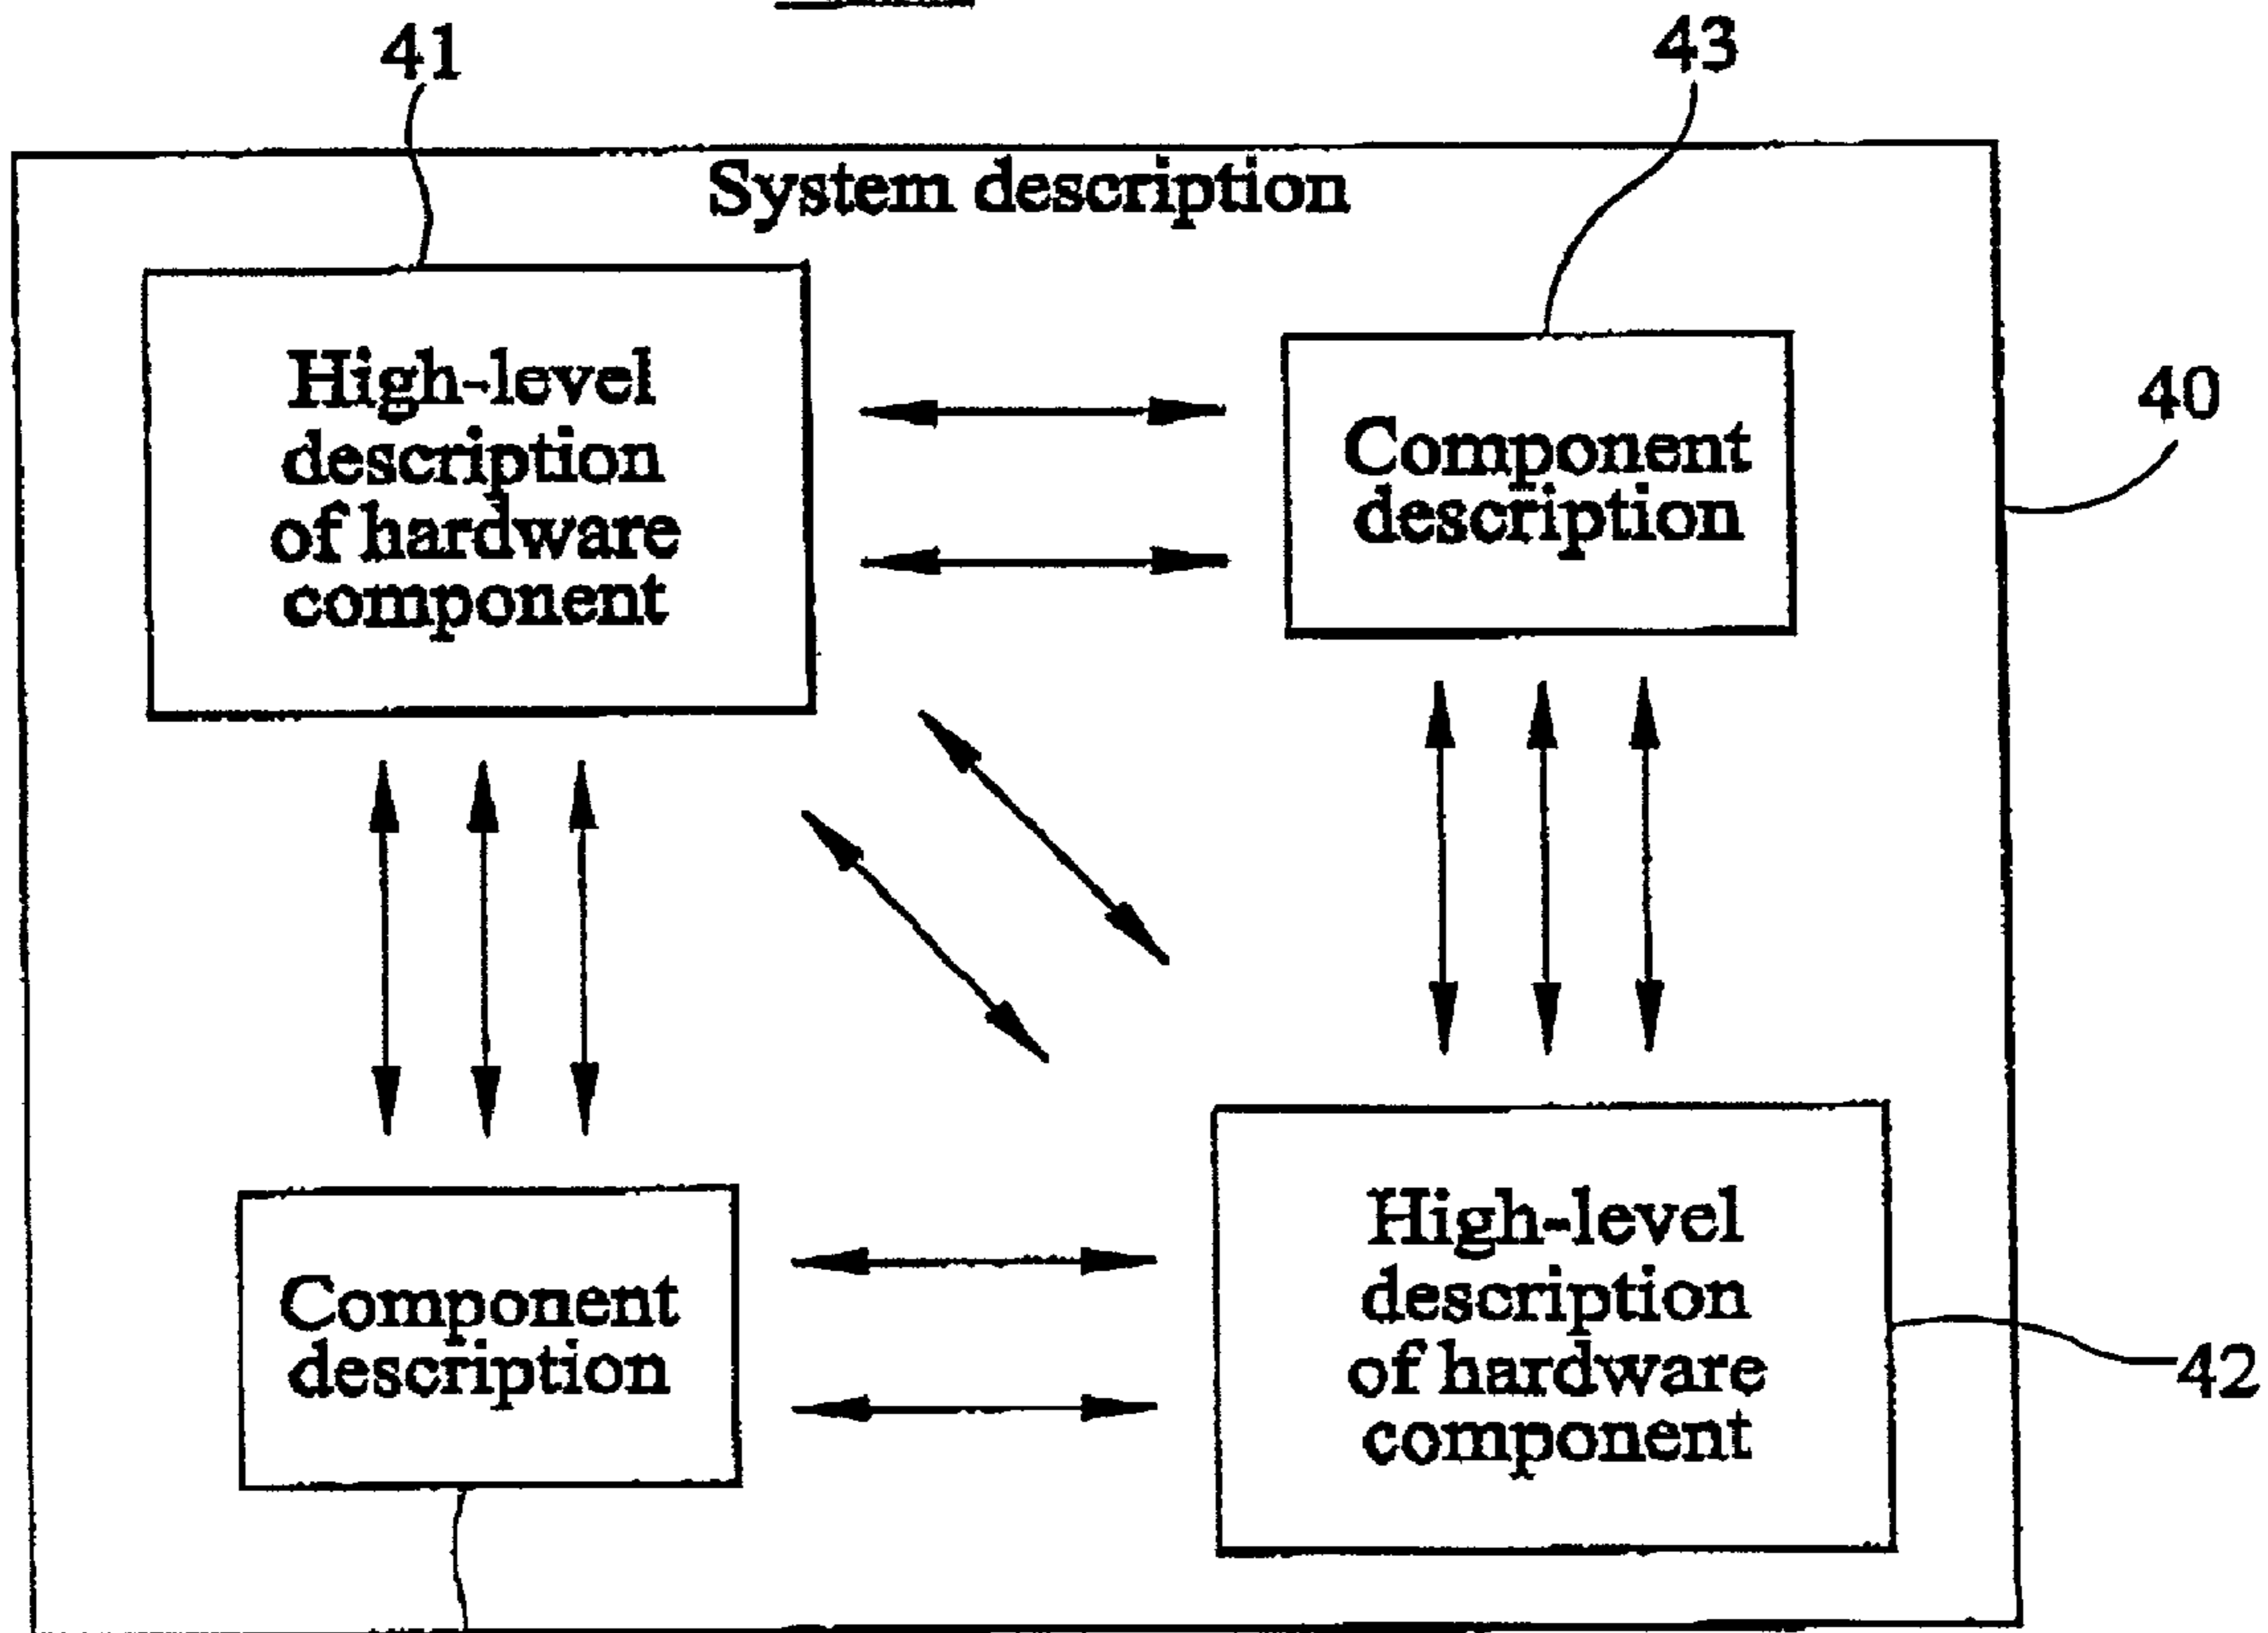 41
43
System description
High-level
description
of hardware
component
Component
description
40
Component
description
High-level
description
of hardware
component
42